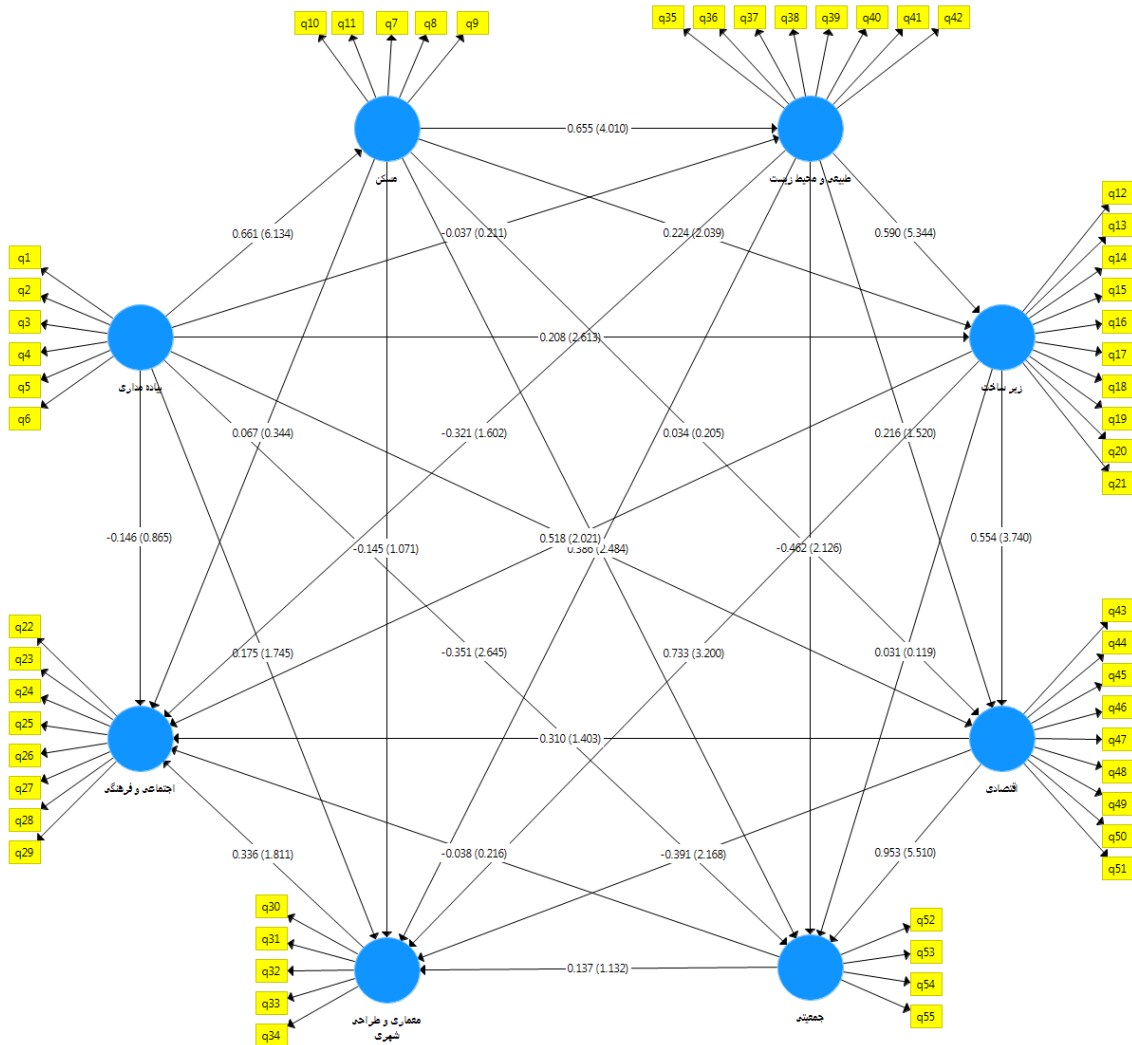 q10 q11 q7 q8 q9
q35 q36 q37 q38 q39 q40 q41 q42
0.655 (4.010)
مسکن
طبیعی و محیط زیست
q12
q13
q14
q15
q16
q17
q18
q19
q20
q21
0.661 (6.134)
-0.037 (0.211)
0.224 (2.039)
0.590 (5.344)
q1
q2
q3
q4
q5
q6
0.208 (2.613)
پیاده مداری
زیر ساخت
0.067 (0.344)
-0.321 (1.602)
0.034 (0.205)
0.216 (1.520)
-0.146 (0.865)
-0.145 (1.071)
0.518 (2.021)
0.386 (2.484)
-0.462 (2.126)
0.554 (3.740)
q22
q23
q24
q25
q26
q27
q28
q29
q43
q44
q45
q46
q47
q48
q49
q50
q51
0.175 (1.745)
-0.351 (2.645)
0.733 (3.200)
0.031 (0.119)
0.310 (1.403)
اجتماعی و فرهنگی
اقتصادی
0.336 (1.811)
-0.038 (0.216)
-0.391 (2.168)
0.953 (5.510)
q30
q31
q32
q33
q34
q52
q53
q54
q55
0.137 (1.132)
معماری و طراحی
شهری
جمعیتی